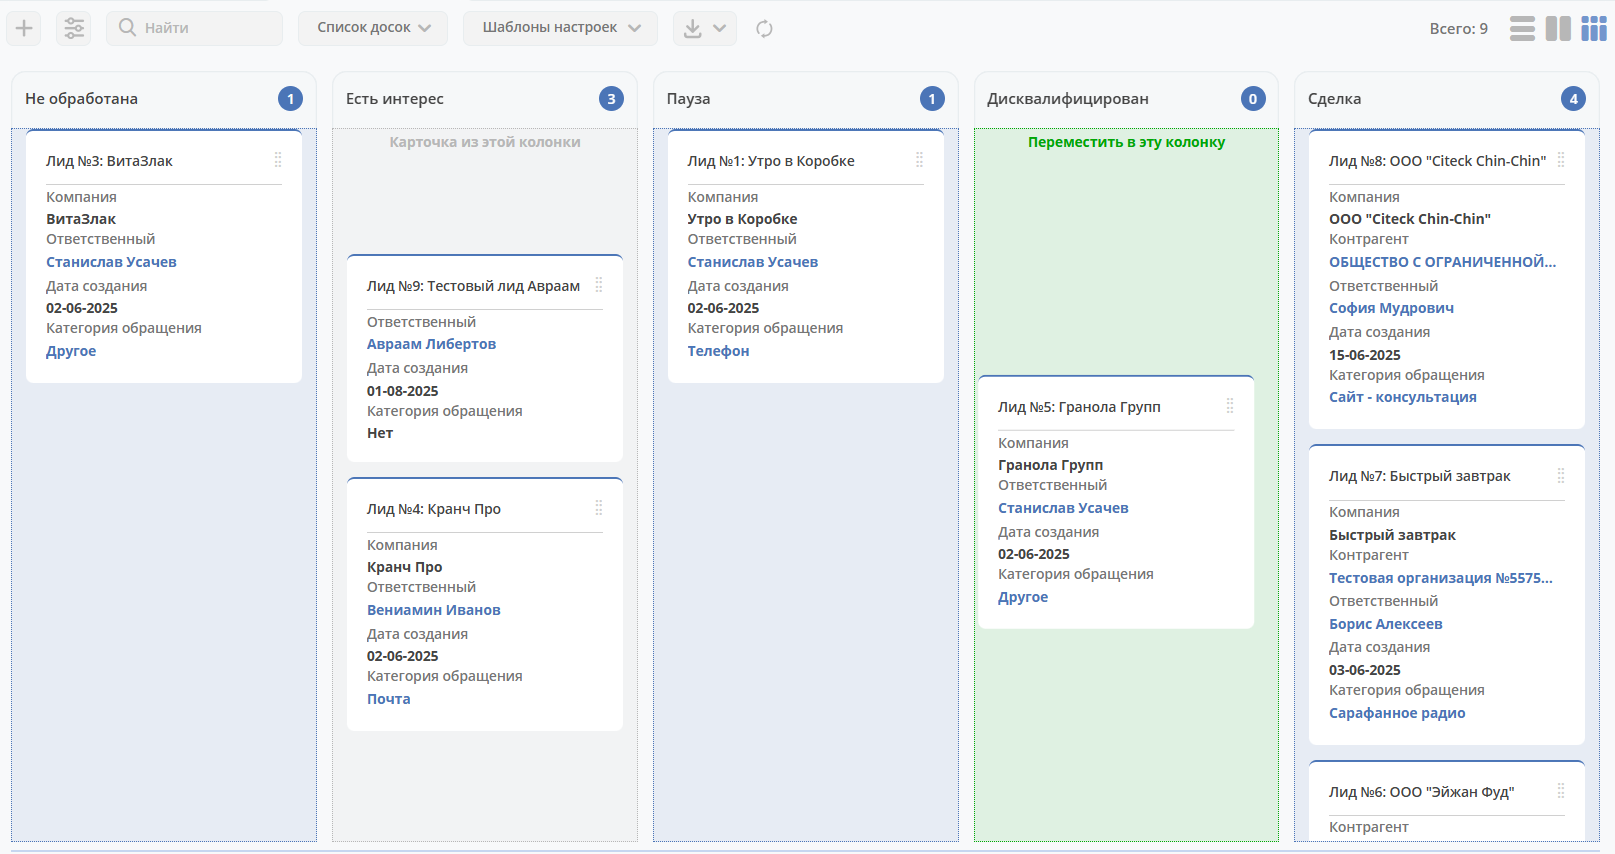 Найти
Список досок
Шаблоны настроек
Всего: 9
Не обработана
1
Лид №3: ВитаЗлак
Компания
ВитаЗлак
Ответственный
Станислав Усачев
Дата создания
02-06-2025
Категория обращения
Другое
Есть интерес
3
Карточка из этой колонки
Лид №9: Тестовый лид Авраам
Ответственный
Авраам Либертов
Дата создания
01-08-2025
Категория обращения
Нет
Лид №4: Кранч Про
Компания
Кранч Про
Ответственный
Вениамин Иванов
Дата создания
02-06-2025
Категория обращения
Почта
Пауза
1
Лид №1: Утро в Коробке
Компания
Утро в Коробке
Ответственный
Станислав Усачев
Дата создания
02-06-2025
Категория обращения
Телефон
Дисквалифицирован
0
Переместить в эту колонку
Лид №5: Гранола Групп
Компания
Гранола Групп
Ответственный
Станислав Усачев
Дата создания
02-06-2025
Категория обращения
Другое
Сделка
4
Лид №8: ООО "Citeck Chin-Chin"
Компания
ООО "Citeck Chin-Chin"
Контрагент
ОБЩЕСТВО С ОГРАНИЧЕННОЙ...
Ответственный
София Мудрович
Дата создания
15-06-2025
Категория обращения
Сайт - консультация
Лид №7: Быстрый завтрак
Компания
Быстрый завтрак
Контрагент
Тестовая организация №5575...
Ответственный
Борис Алексеев
Дата создания
03-06-2025
Категория обращения
Сарафанное радио
Лид №6: ООО "Эйжан Фуд"
Контрагент